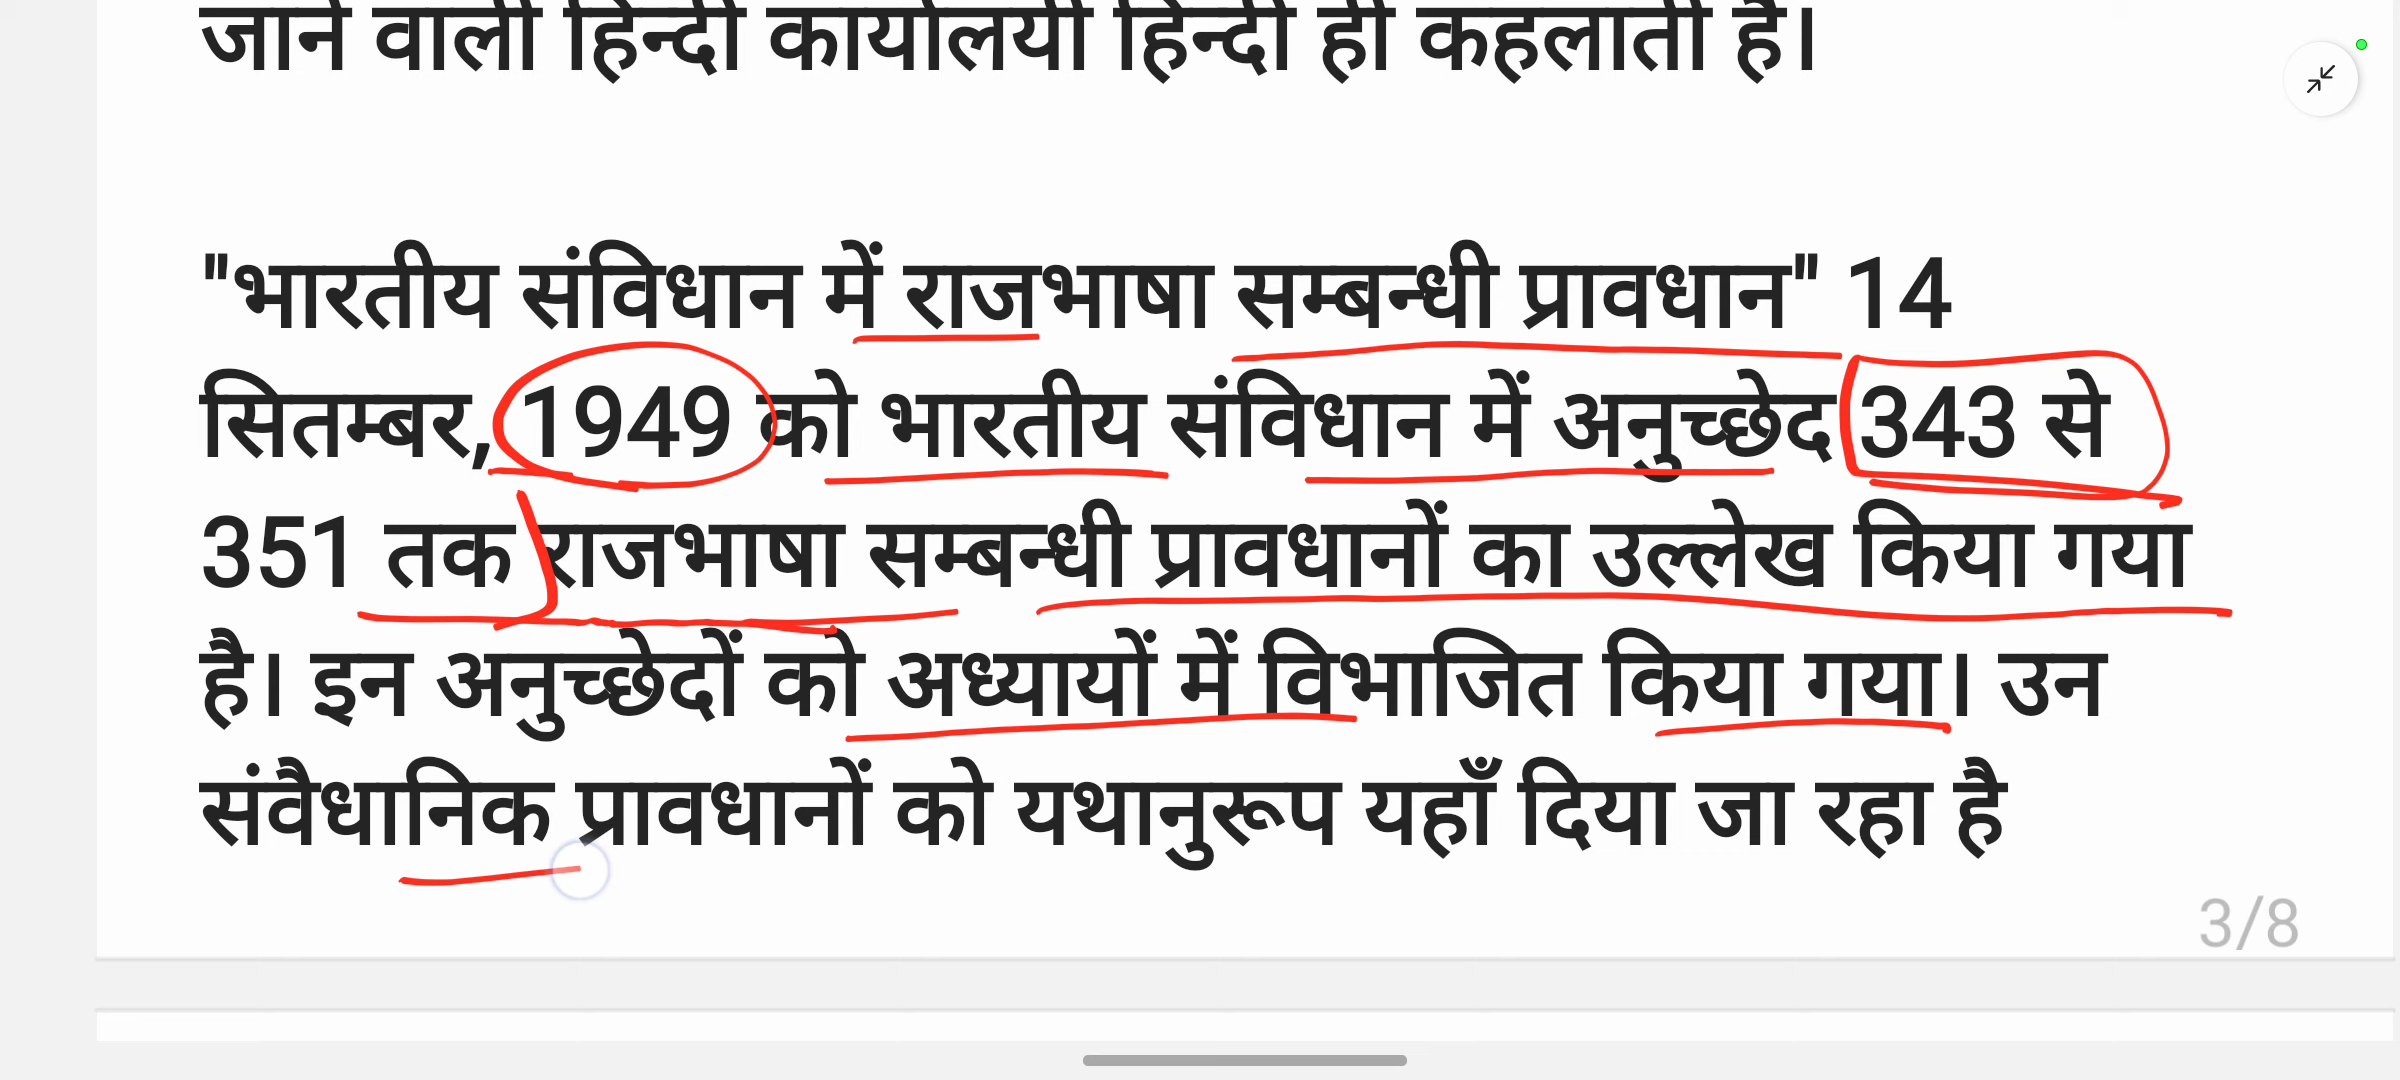 जाने वाली हिन्दी कार्यालयी हिन्दी ही कहलाती है।
"भारतीय संविधान में राजभाषा सम्बन्धी प्रावधान" 14
सितम्बर, 1949 को भारतीय संविधान में अनुच्छेद 343 से
351 तक राजभाषा सम्बन्धी प्रावधानों का उल्लेख किया गया
है। इन अनुच्छेदों को अध्यायों में विभाजित किया गया। उन
संवैधानिक प्रावधानों को यथानुरूप यहाँ दिया जा रहा है
3/8